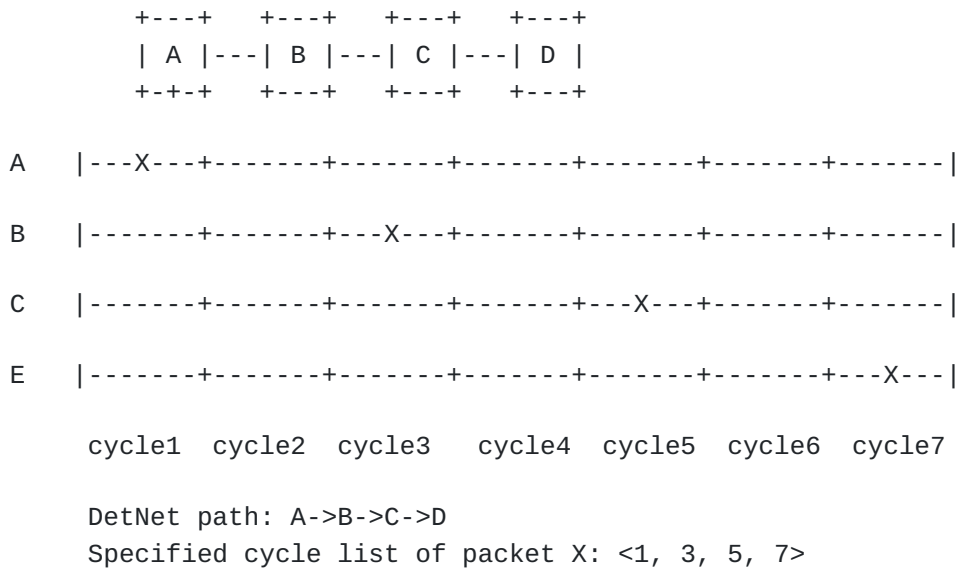 +---+   +---+   +---+   +---+
| A |---| B |---| C |---| D |
+-+-+   +---+   +---+   +---+
A    |---X---+-------+-------+-------+-------+-------+-------|
B    |-------+-------+---X---+-------+-------+-------+-------|
C    |-------+-------+-------+-------+---X---+-------+-------|
E    |-------+-------+-------+-------+-------+-------+---X---|
cycle1  cycle2  cycle3   cycle4  cycle5  cycle6  cycle7
DetNet path: A->B->C->D
Specified cycle list of packet X: <1, 3, 5, 7>